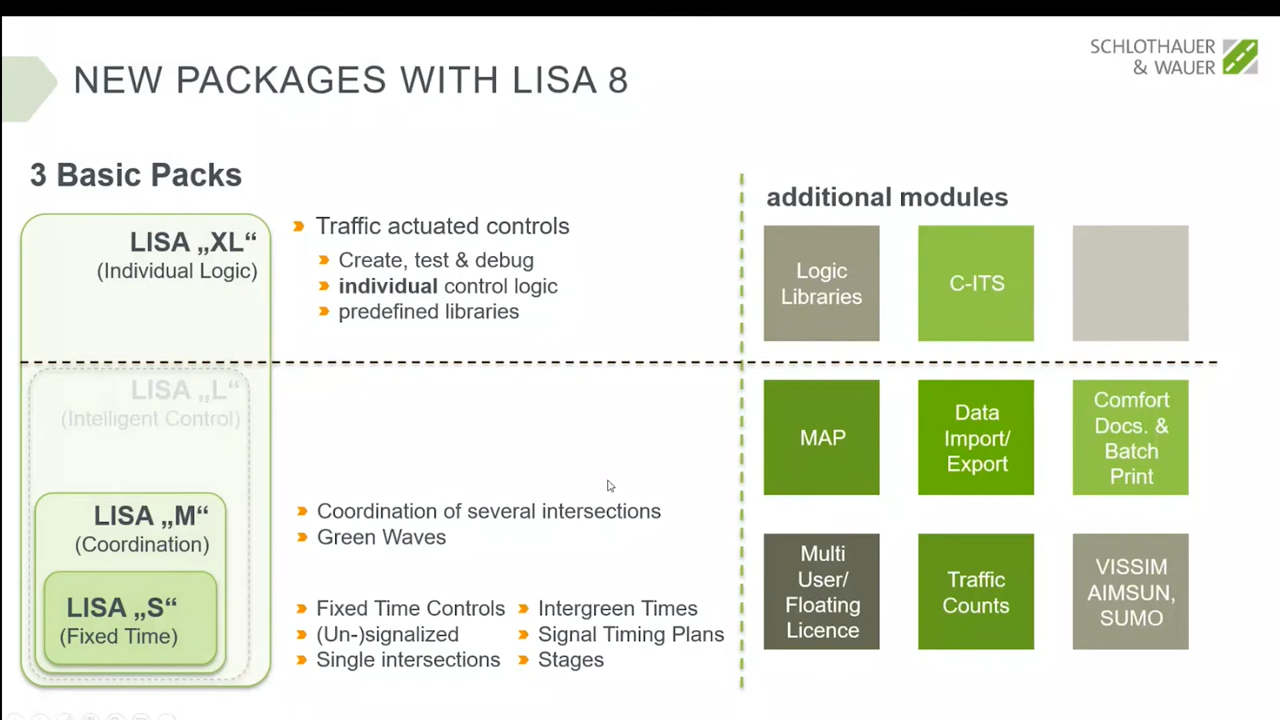 SCHLOTHAUER
& WAUER
NEW PACKAGES WITH LISA 8
3 Basic Packs
LISA „XL“
(Individual Logic)
Traffic actuated controls
Create, test & debug
individual control logic
predefined libraries
LISA „L“
(Intelligent Control)
LISA „M“
(Coordination)
Coordination of several intersections
Green Waves
LISA „S“
(Fixed Time)
Fixed Time Controls
(Un-)signalized
Single intersections
Intergreen Times
Signal Timing Plans
Stages
additional modules
Logic
Libraries
C-ITS
MAP
Data
Import/
Export
Comfort
Docs. &
Batch
Print
Multi
User/
Floating
Licence
Traffic
Counts
VISSIM
AIMSUN,
SUMO